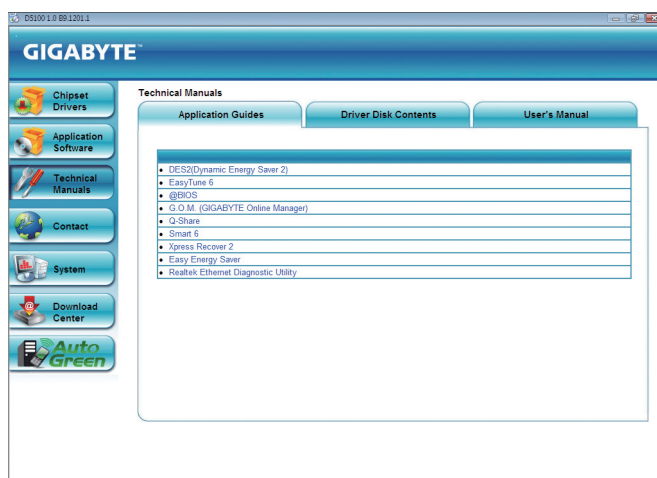 D5100 1.0 B9.1201.1
GIGABYTE™
Chipset
Drivers
Application
Software
Technical
Manuals
Contact
System
Download
Center
Auto
Green
Technical Manuals
Application Guides
Driver Disk Contents
User's Manual
• DES2(Dynamic Energy Saver 2)
• EasyTune 6
• @BIOS
• G.O.M. (GIGABYTE Online Manager)
• Q-Share
• Smart 6
• Xpress Recover 2
• Easy Energy Saver
• Realtek Ethernet Diagnostic Utility